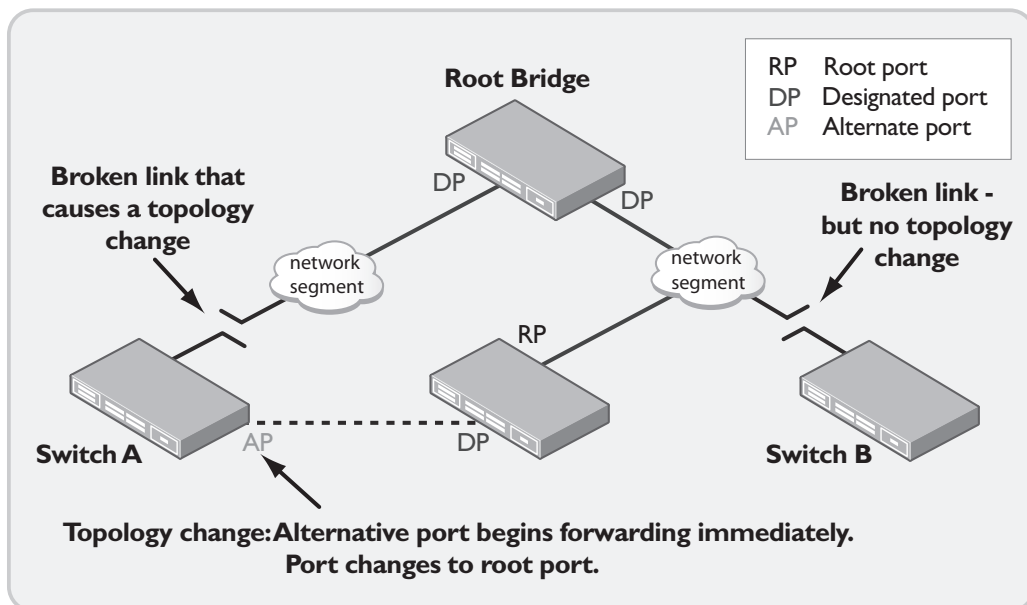 RP Root port
DP Designated port
AP Alternate port
Root Bridge
DP
DP
Broken link that
causes a topology
change
Broken link -
but no topology
change
network
segment
network
segment
RP
Switch A
AP
DP
Switch B
Topology change:Alternative port begins forwarding immediately.
Port changes to root port.